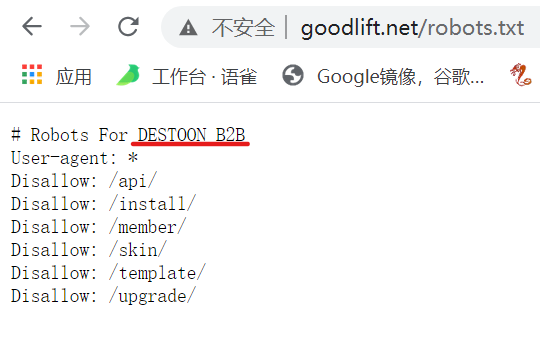 不安全 | goodlift.net/robots.txt
应用 工作台 · 语雀 Google镜像，谷歌...
# Robots For DESTOON B2B
User-agent: *
Disallow: /api/
Disallow: /install/
Disallow: /member/
Disallow: /skin/
Disallow: /template/
Disallow: /upgrade/